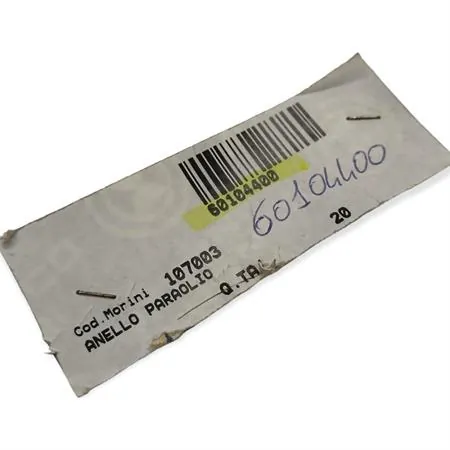 60104400
60104400
Cod.Morini 107003
ANELLO PARAOLIO
Q.TA' 20